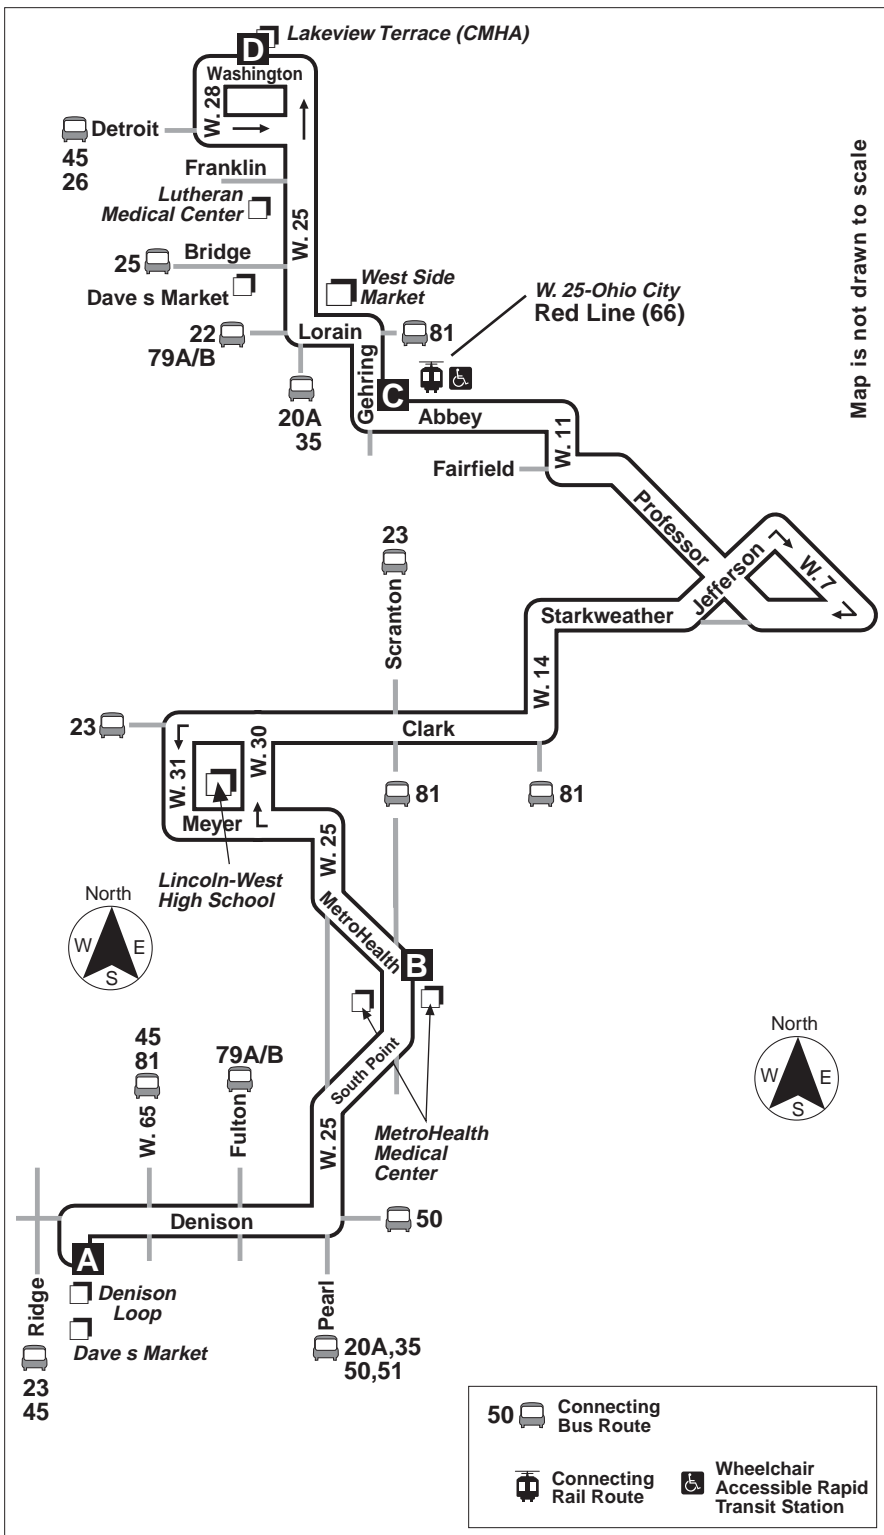 D
Lakeview Terrace (CMHA)
Washington
W. 28
Detroit
45
26
Franklin
Lutheran
Medical Center
W. 25
25
Bridge
Dave s Market
West Side
Market
W. 25-Ohio City
Red Line (66)
Map is not drawn to scale
22
79A/B
Lorain
81
Gehring
C
20A
35
Abbey
W. 11
Fairfield
Professor
Jefferson
W. 7
23
Scranton
Starkweather
W. 14
23
Clark
W. 31
W. 30
81
81
Meyer
W. 25
Lincoln-West
High School
MetroHealth
B
North
W
E
S
South Point
North
W
E
S
45
81
79A/B
W. 65
Fulton
W. 25
MetroHealth
Medical
Center
Denison
50
A
Denison
Loop
Dave s Market
Ridge
23
45
Pearl
20A,35
50,51
50
Connecting
Bus Route
Connecting
Rail Route
Wheelchair
Accessible Rapid
Transit Station